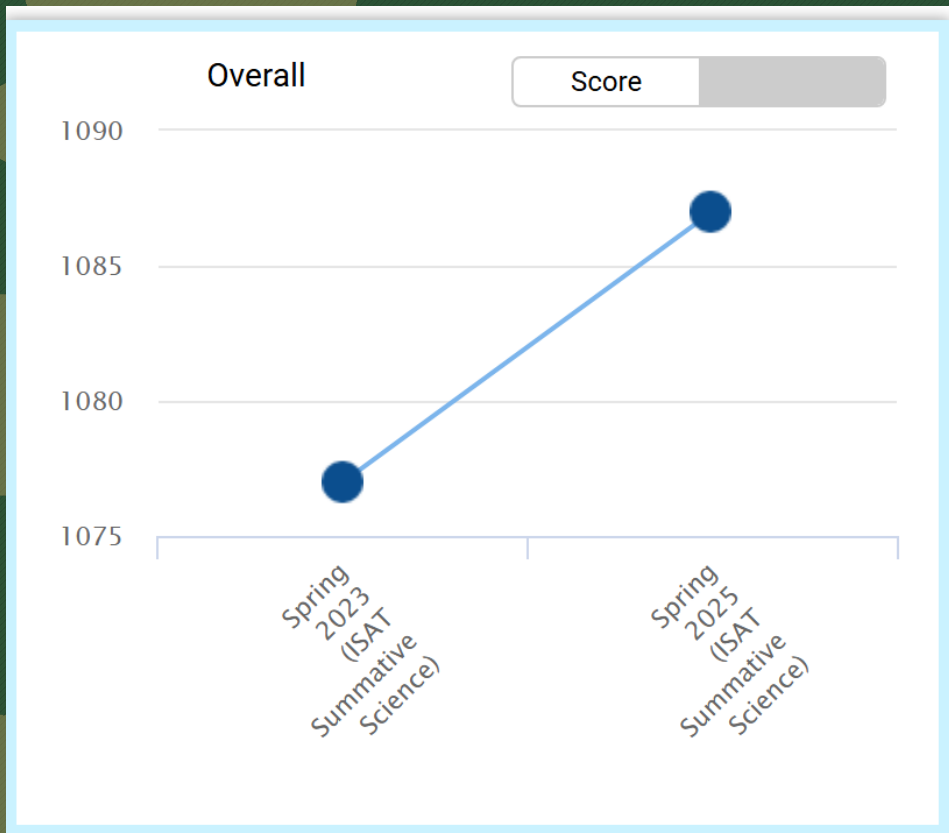 Overall
Score
1090
1085
1080
1075
Spring
2023
(ISAT
Summative
Science)
Spring
2025
(ISAT
Summative
Science)